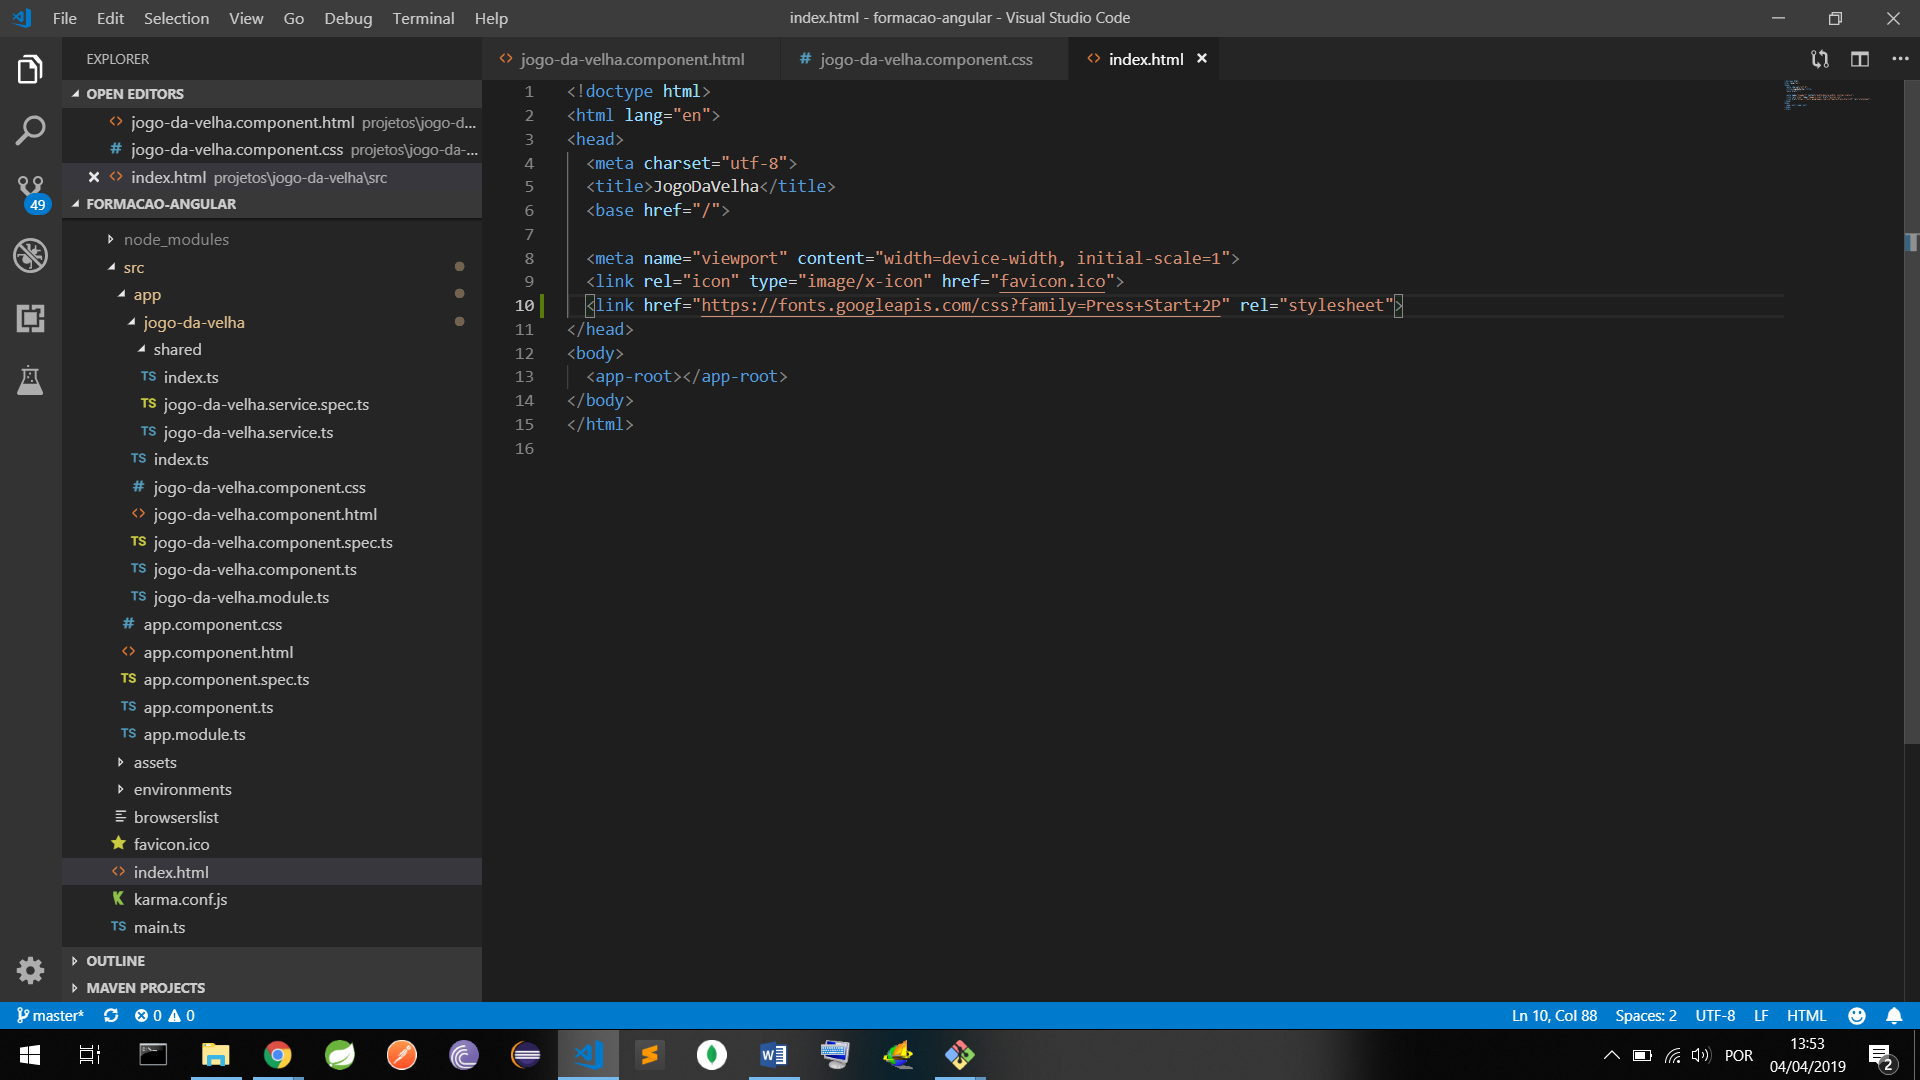 File Edit Selection View Go Debug Terminal Help
index.html - formacao-angular - Visual Studio Code
EXPLORER
OPEN EDITORS
jogo-da-velha.component.html projetos\jogo-d...
jogo-da-velha.component.css projetos\jogo-da-...
index.html projetos\jogo-da-velha\src
49
FORMACAO-ANGULAR
node_modules
src
app
jogo-da-velha
shared
TS index.ts
TS jogo-da-velha.service.spec.ts
TS jogo-da-velha.service.ts
TS index.ts
# jogo-da-velha.component.css
<> jogo-da-velha.component.html
TS jogo-da-velha.component.spec.ts
TS jogo-da-velha.component.ts
TS jogo-da-velha.module.ts
# app.component.css
<> app.component.html
TS app.component.spec.ts
TS app.component.ts
TS app.module.ts
assets
environments
browserslist
favicon.ico
<> index.html
K karma.conf.js
TS main.ts
OUTLINE
MAVEN PROJECTS
<> jogo-da-velha.component.html
# jogo-da-velha.component.css
<> index.html
1 <!doctype html>
2 <html lang="en">
3 <head>
4 <meta charset="utf-8">
5 <title>JogoDaVelha</title>
6 <base href="/">
7
8 <meta name="viewport" content="width=device-width, initial-scale=1">
9 <link rel="icon" type="image/x-icon" href="favicon.ico">
10 <link href="https://fonts.googleapis.com/css?family=Press+Start+2P" rel="stylesheet">
11 </head>
12 <body>
13 <app-root></app-root>
14 </body>
15 </html>
16
master* 0 0
Ln 10, Col 88 Spaces: 2 UTF-8 LF HTML
POR
13:53
04/04/2019
2